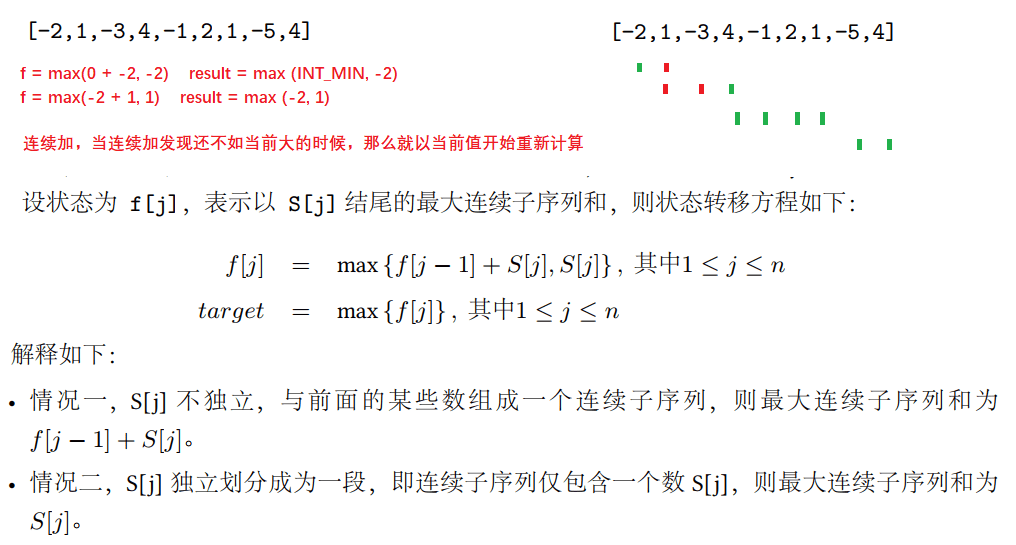 [-2,1,-3,4,-1,2,1,-5,4]
[-2,1,-3,4,-1,2,1,-5,4]
f = max(0 + -2, -2) result = max (INT_MIN, -2)
f = max(-2 + 1, 1) result = max (-2, 1)
连续加，当连续加发现还不如当前大的时候，那么就以当前值开始重新计算
设状态为 f[j]，表示以 S[j] 结尾的最大连续子序列和，则状态转移方程如下：
f[j] = max {f[j − 1] + S[j], S[j]}，其中1 ≤ j ≤ n
target = max {f[j]}，其中1 ≤ j ≤ n
解释如下：
• 情况一，S[j] 不独立，与前面的某些数组成一个连续子序列，则最大连续子序列和为
f[j − 1] + S[j]。
• 情况二，S[j] 独立划分成为一段，即连续子序列仅包含一个数 S[j]，则最大连续子序列和为
S[j]。